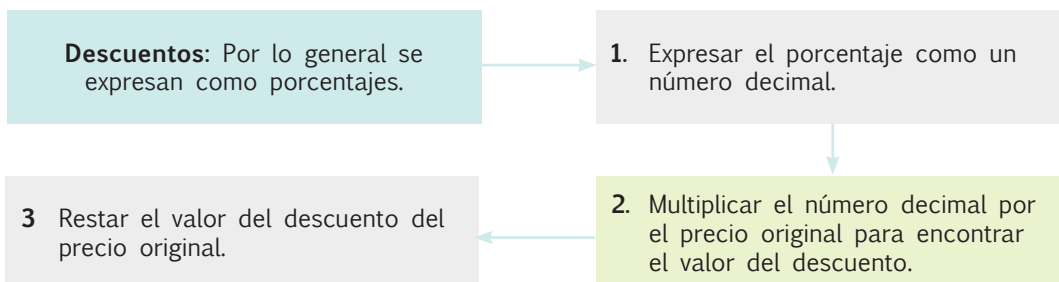 Descuentos: Por lo general se
expresan como porcentajes.
1. Expresar el porcentaje como un
número decimal.
2. Multiplicar el número decimal por
el precio original para encontrar
el valor del descuento.
3 Restar el valor del descuento del
precio original.